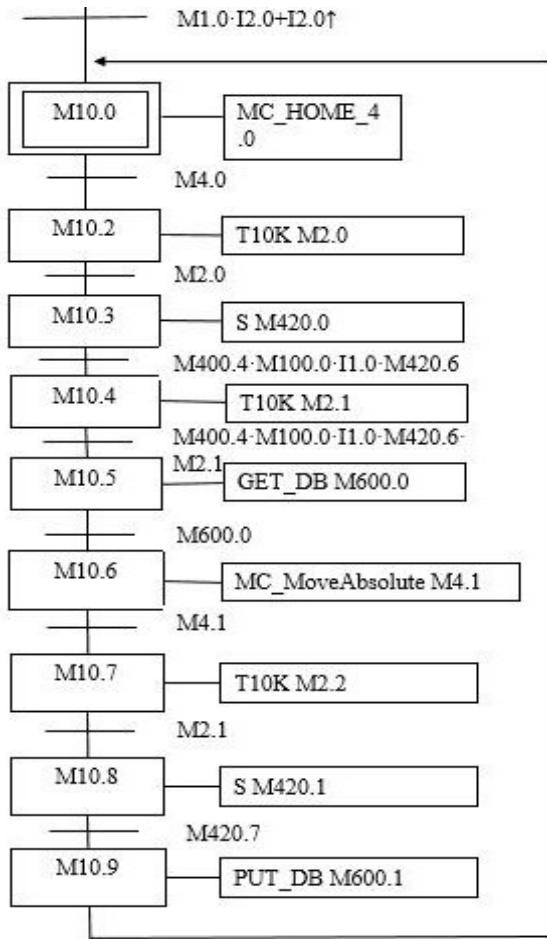 M1.0·I2.0+I2.0↑
M10.0
MC_HOME_4
.0
M4.0
M10.2
T10K M2.0
M2.0
M10.3
S M420.0
M400.4·M100.0·I1.0·M420.6
M10.4
T10K M2.1
M400.4·M100.0·I1.0·M420.6·
M2.1
M10.5
GET_DB M600.0
M600.0
M10.6
MC_MoveAbsolute M4.1
M4.1
M10.7
T10K M2.2
M2.1
M10.8
S M420.1
M420.7
M10.9
PUT_DB M600.1